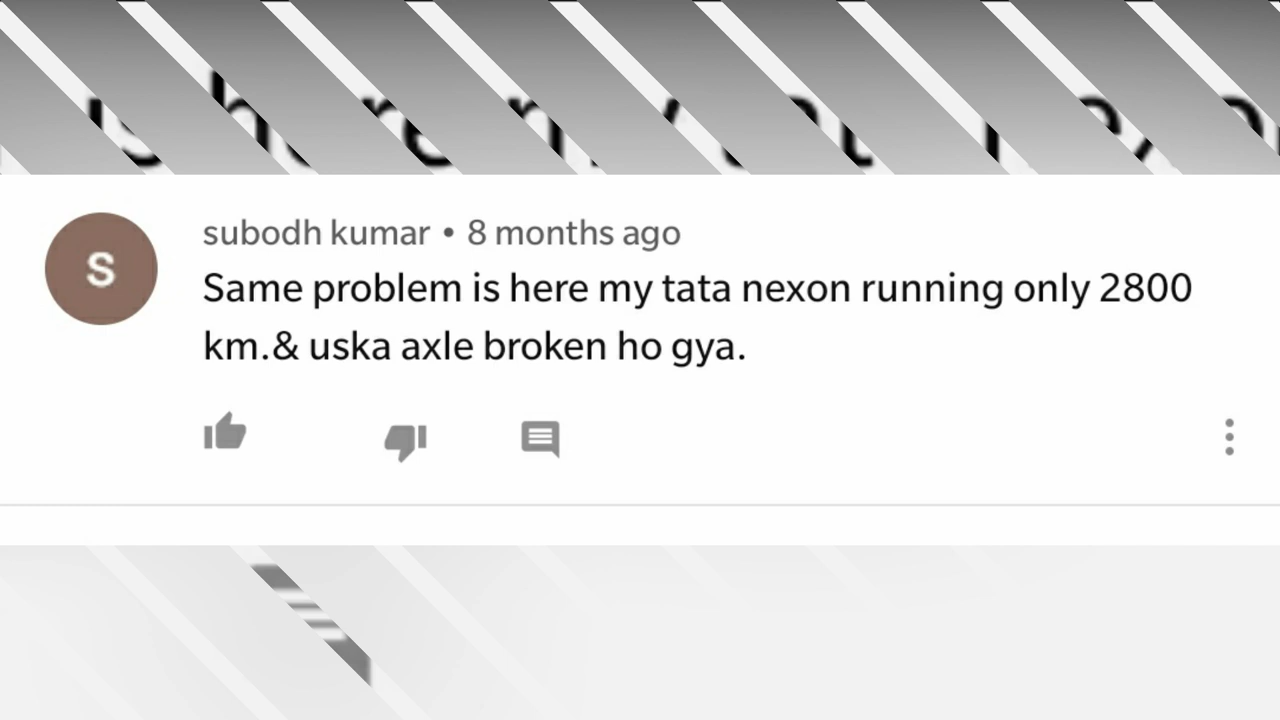 S
subodh kumar • 8 months ago
Same problem is here my tata nexon running only 2800
km.& uska axle broken ho gya.